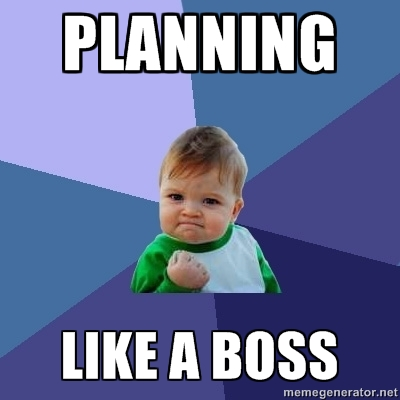 PLANNING
LIKE A BOSS
memegenerator.net